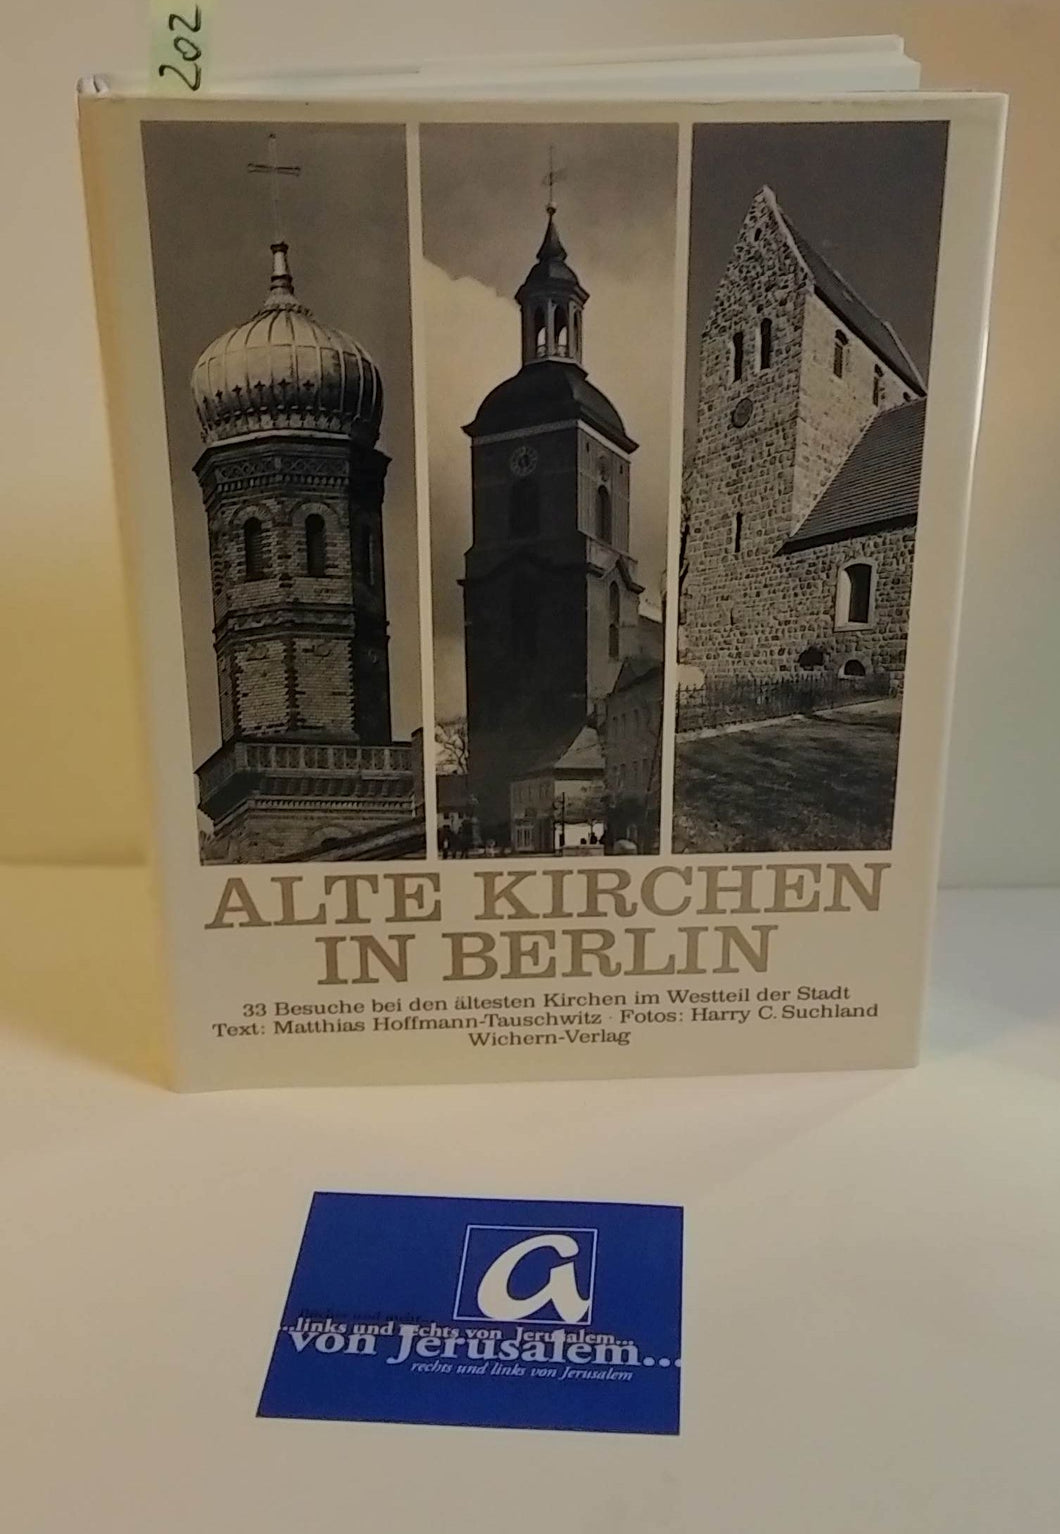 202
ALTE KIRCHEN
IN BERLIN
33 Besuche bei den ältesten Kirchen im Westteil der Stadt
Text: Matthias Hoffmann-Tauschwitz · Fotos: Harry C. Suchland
Wichern-Verlag
a
...links und rechts von Jerusalem...
von Jerusalem...
rechts und links von Jerusalem